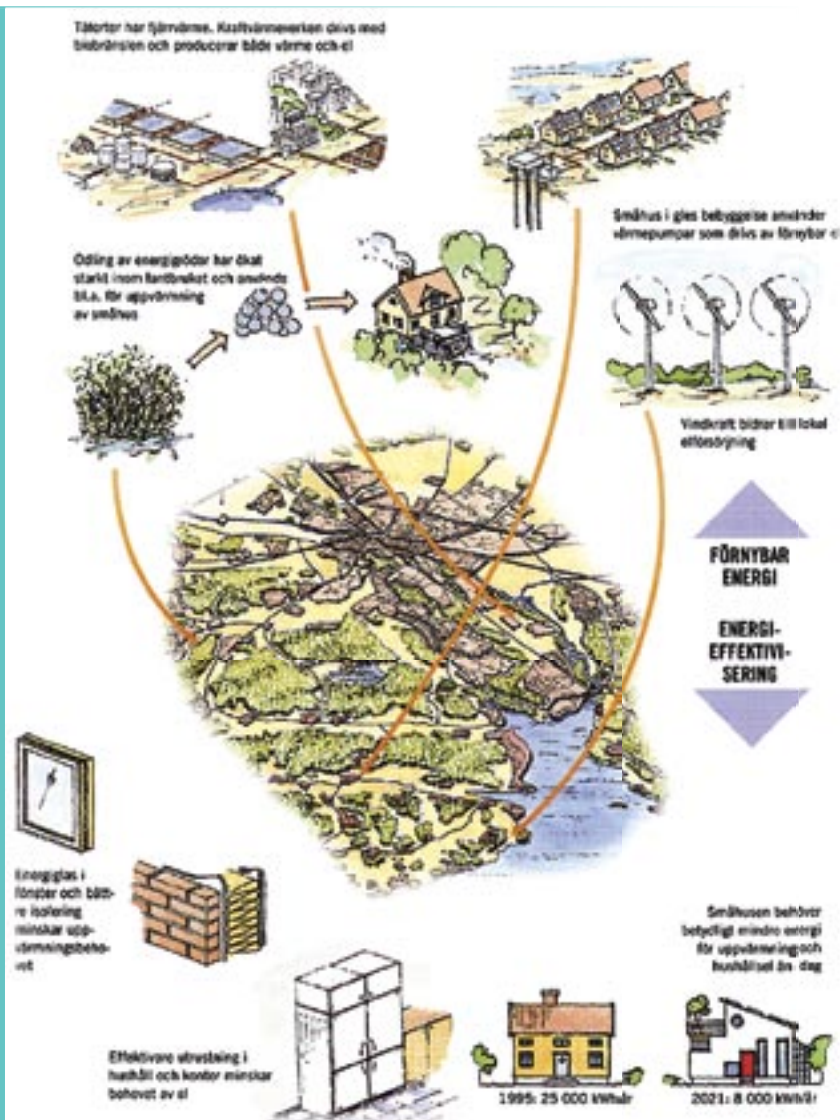 Tätorter har fjärrvärme. Kraftvärmeverken drivs med
biobränslen och producerar både värme och el
Småhus i gles bebyggelse använder
värmepumpar som drivs av förnybar
Odling av energigrödor har ökat
starkt inom lantbruket och används
bl.a. för uppvärmning
av småhus
Vindkraft bidrar till lokal
elförsörjning
FÖRNYBAR
ENERGI
ENERGI-
EFFEKTIVI-
SERING
Energiglas i
fönster och bätt-
re isolering
minskar upp-
värmningsbeho-
vet
Småhusen behöver
betydligt mindre energi
för uppvärmning och
hushållsel än dag
Effektivare utrustning i
hushåll och kontor minskar
behovet av el
1995: 25 000 kWh/år
2021: 8 000 kWh/år